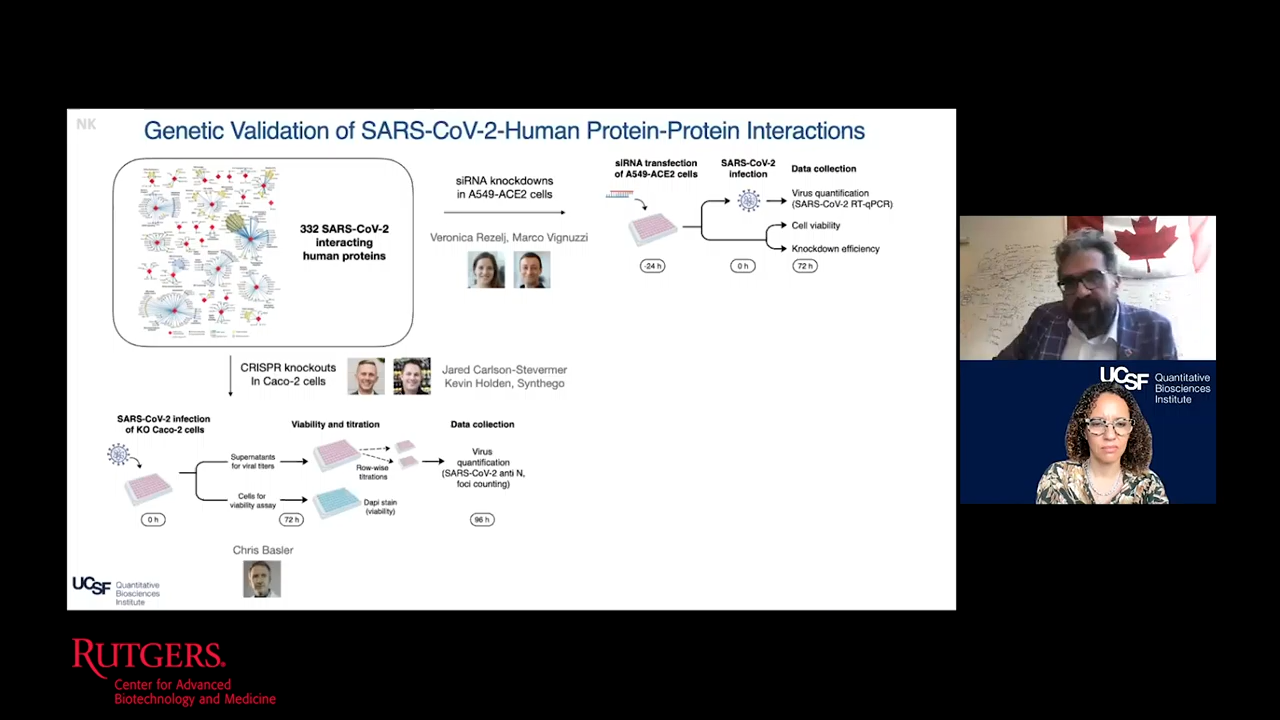 NK
Genetic Validation of SARS-CoV-2-Human Protein-Protein Interactions
332 SARS-CoV-2
interacting
human proteins
siRNA knockdowns
in A549-ACE2 cells
Veronica Rezelj, Marco Vignuzzi
siRNA transfection
of A549-ACE2 cells
SARS-CoV-2
infection
Data collection
Virus quantification
(SARS-CoV-2 RT-qPCR)
Cell viability
Knockdown efficiency
-24 h
0 h
72 h
CRISPR knockouts
In Caco-2 cells
Jared Carlson-Stevermer
Kevin Holden, Synthego
SARS-CoV-2 infection
of KO Caco-2 cells
Viability and titration
Data collection
Supernatants
for viral titers
Row-wise
titrations
Virus
quantification
(SARS-CoV-2 anti N,
foci counting)
Cells for
viability assay
Dapi stain
(viability)
0 h
72 h
96 h
Chris Basler
UCSF
Quantitative
Biosciences
Institute
UCSF
Quantitative
Biosciences
Institute
RUTGERS
Center for Advanced
Biotechnology and Medicine